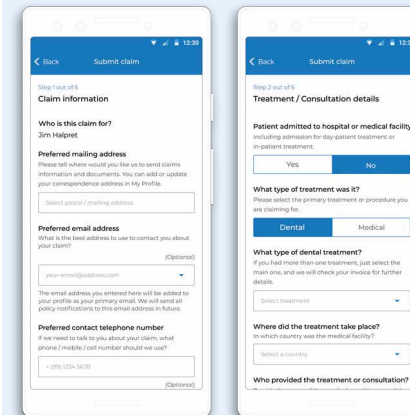 12:30
Back Submit claim
Step 1 out of 6
Claim information
Who is this claim for?
Jim Halpret
Preferred mailing address
Please tell where would you like us to send claims
information and documents. You can add or update
your correspondence address in My Profile.
Select postal / mailing address
Preferred email address
What is the best address to use to contact you about
your claim?
(Optional)
your-email@address.com
The email address you entered here will be added to
your profile as your primary email. We will send all
policy notifications to this email address in future.
Preferred contact telephone number
If we need to talk to you about your claim, what
phone / mobile / cell number should we use?
+ (99) 1234 5678
(Optional)
12:3
Back Submit claim
Step 2 out of 6
Treatment / Consultation details
Patient admitted to hospital or medical facility
Including admission for day-patient treatment or
in-patient treatment.
Yes No
What type of treatment was it?
Please select the primary treatment or procedure you
are claiming for.
Dental Medical
What type of dental treatment?
If you had more than one treatment, just select the
main one, and we will check your invoice for further
details.
Select treatment
Where did the treatment take place?
In which country was the medical facility?
Select a country
Who provided the treatment or consultation?